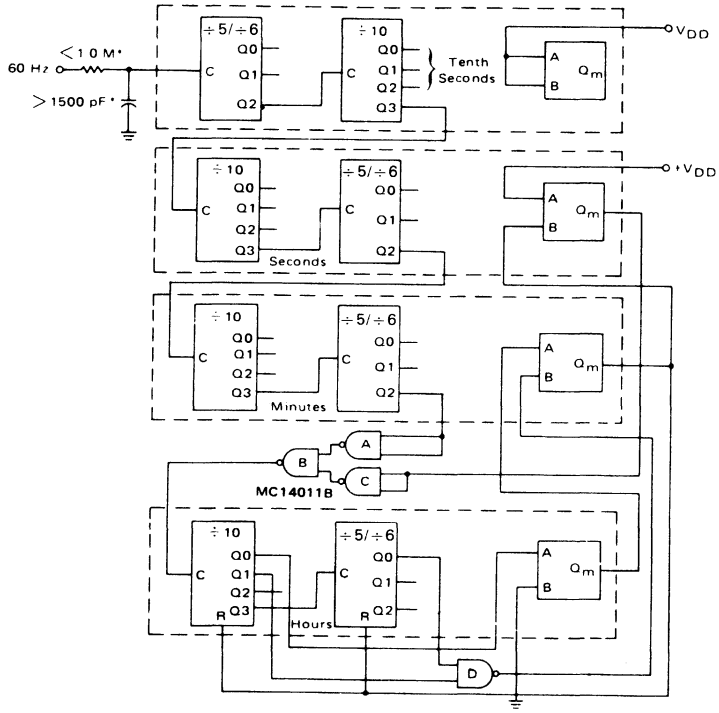 ÷5/÷6
÷10
VDD
<10M*
Q0
Q0
Tenth
Seconds
A
Qm
60 Hz
C
Q1
C
Q1
B
Q2
Q2
>1500 pF*
Q3
÷10
÷5/÷6
+VDD
Q0
Q0
A
Qm
C
Q1
C
Q1
B
Q2
Q3
Q2
Seconds
÷10
÷5/÷6
Q0
Q0
A
Qm
C
Q1
C
Q1
B
Q2
Q3
Q2
Minutes
A
B
C
MC14011B
÷10
÷5/÷6
Q0
Q0
A
Qm
C
Q1
C
Q1
B
Q2
Q3
Q2
R
Hours
R
D